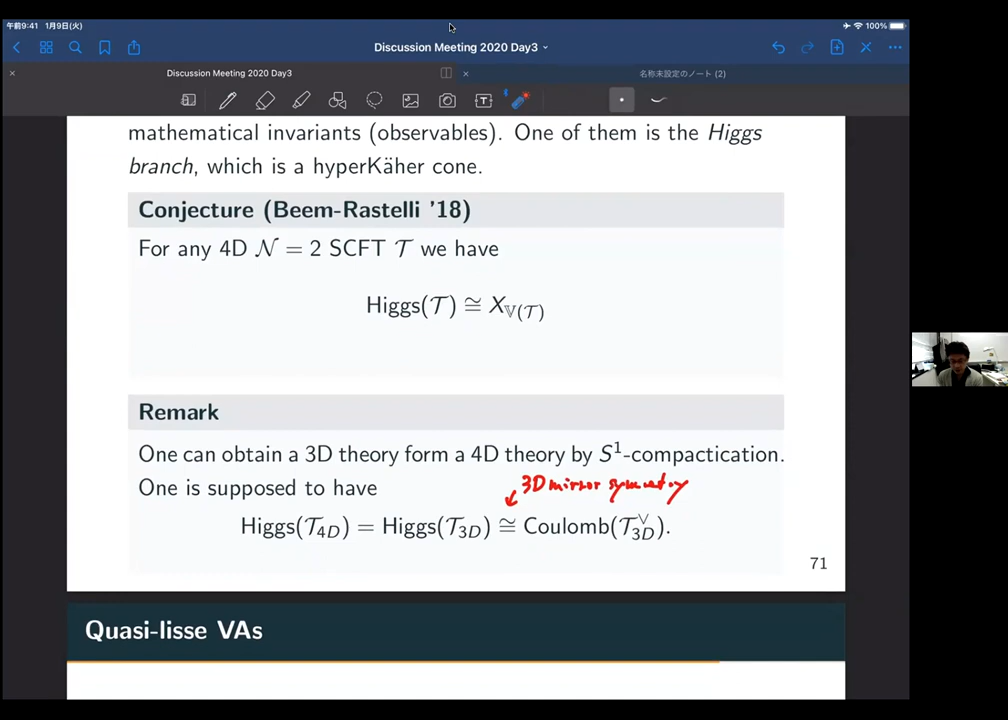 午前9:41 1月9日(火)
100%
Discussion Meeting 2020 Day3
Discussion Meeting 2020 Day3
名称未設定のノート (2)
mathematical invariants (observables). One of them is the Higgs
branch, which is a hyperKäher cone.
Conjecture (Beem-Rastelli '18)
For any 4D 𝒩 = 2 SCFT 𝒯 we have
Higgs(𝒯) ≅ X_𝕍(𝒯)
Remark
One can obtain a 3D theory form a 4D theory by S¹-compactication.
One is supposed to have
3D mirror symmetry
Higgs(𝒯_4D) = Higgs(𝒯_3D) ≅ Coulomb(𝒯^∨_3D).
71
Quasi-lisse VAs